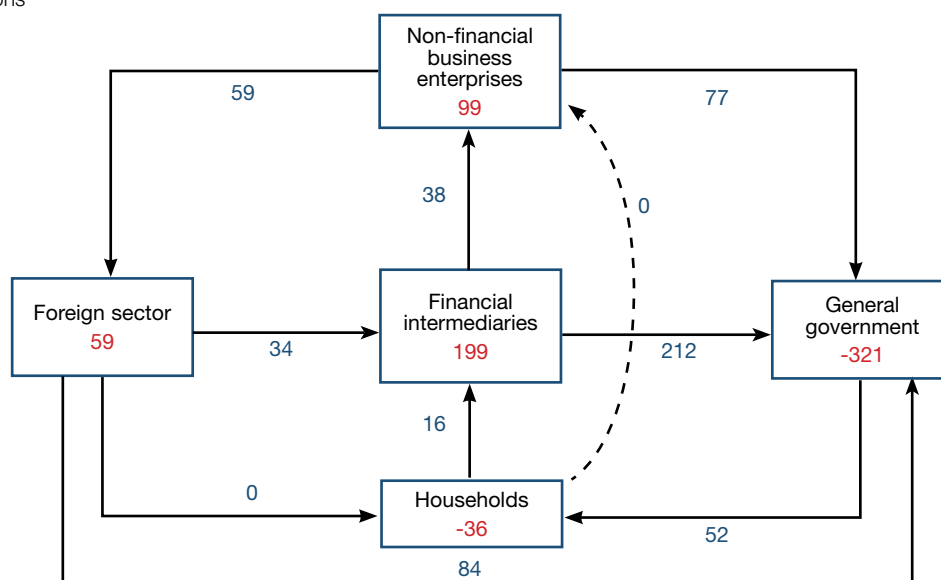 Non-financial
business
enterprises
99
59
77
38
0
Foreign sector
59
34
Financial
intermediaries
199
212
General
government
-321
16
0
Households
-36
52
84